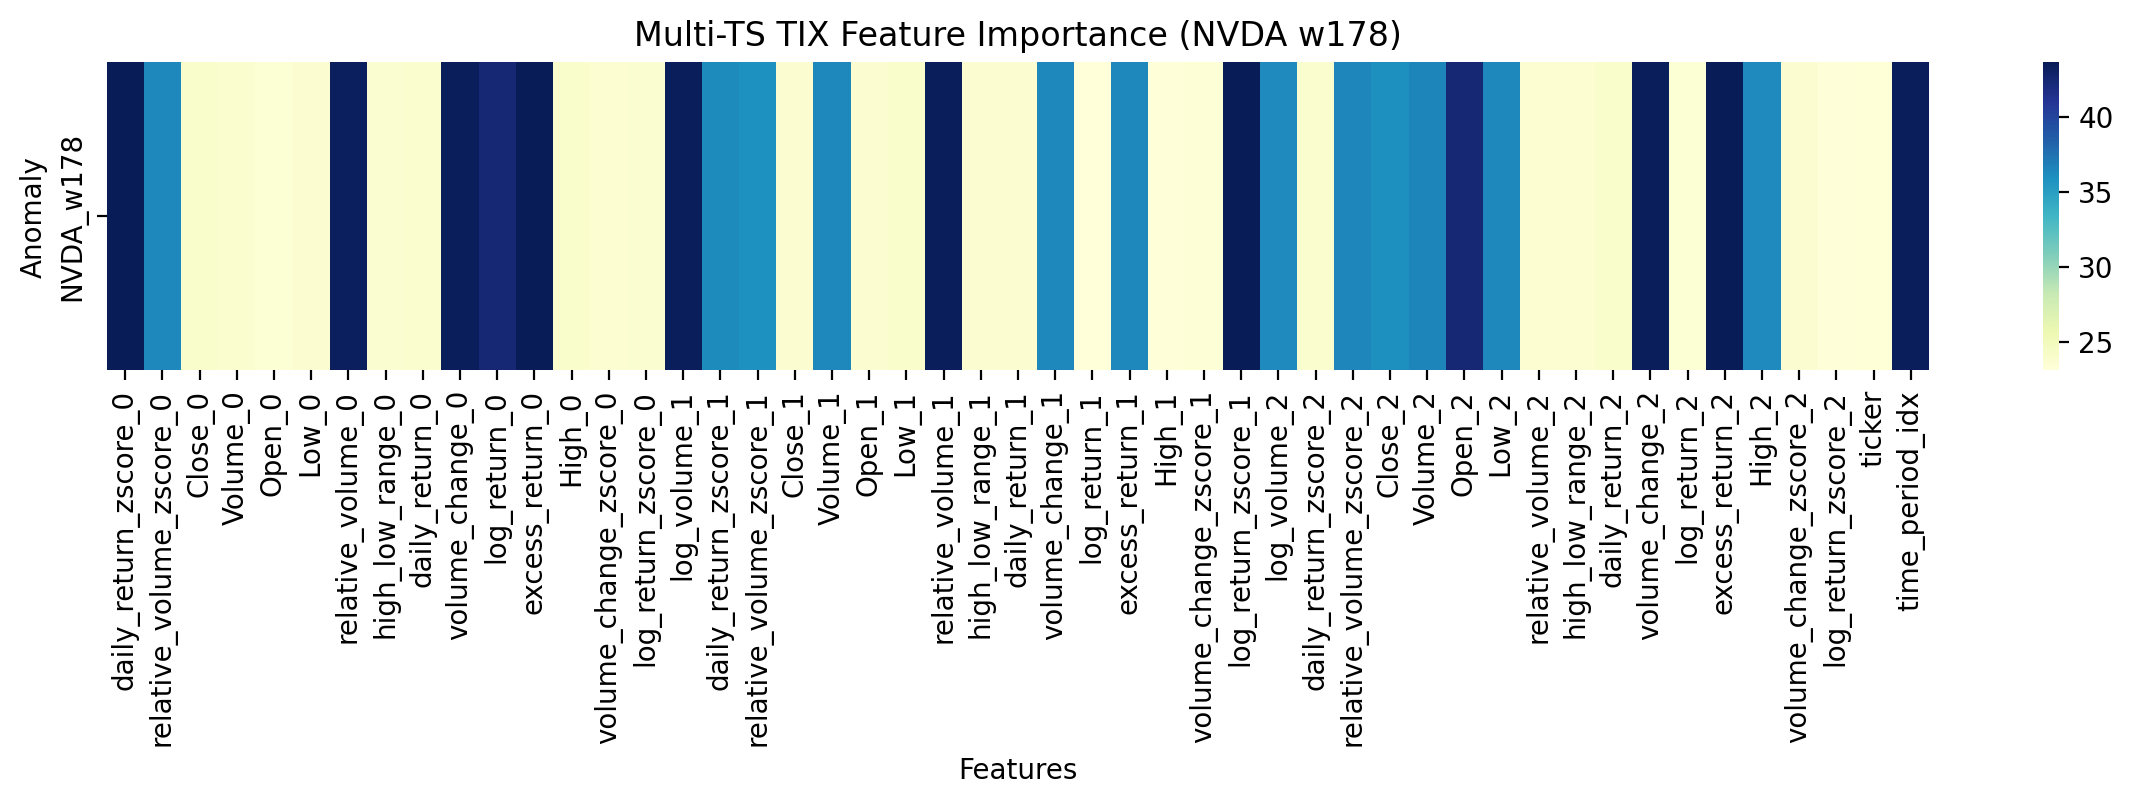 Multi-TS TIX Feature Importance (NVDA w178)
Anomaly
NVDA_w178
40
35
30
25
daily_return_zscore_0
relative_volume_zscore_0
Close_0
Volume_0
Open_0
Low_0
relative_volume_0
high_low_range_0
daily_return_0
volume_change_0
log_return_0
excess_return_0
High_0
volume_change_zscore_0
log_return_zscore_0
log_volume_1
daily_return_zscore_1
relative_volume_zscore_1
Close_1
Volume_1
Open_1
Low_1
relative_volume_1
high_low_range_1
daily_return_1
volume_change_1
log_return_1
excess_return_1
High_1
volume_change_zscore_1
log_return_zscore_1
log_volume_2
daily_return_zscore_2
relative_volume_zscore_2
Close_2
Volume_2
Open_2
Low_2
relative_volume_2
high_low_range_2
daily_return_2
volume_change_2
log_return_2
excess_return_2
High_2
volume_change_zscore_2
log_return_zscore_2
ticker
time_period_idx
Features